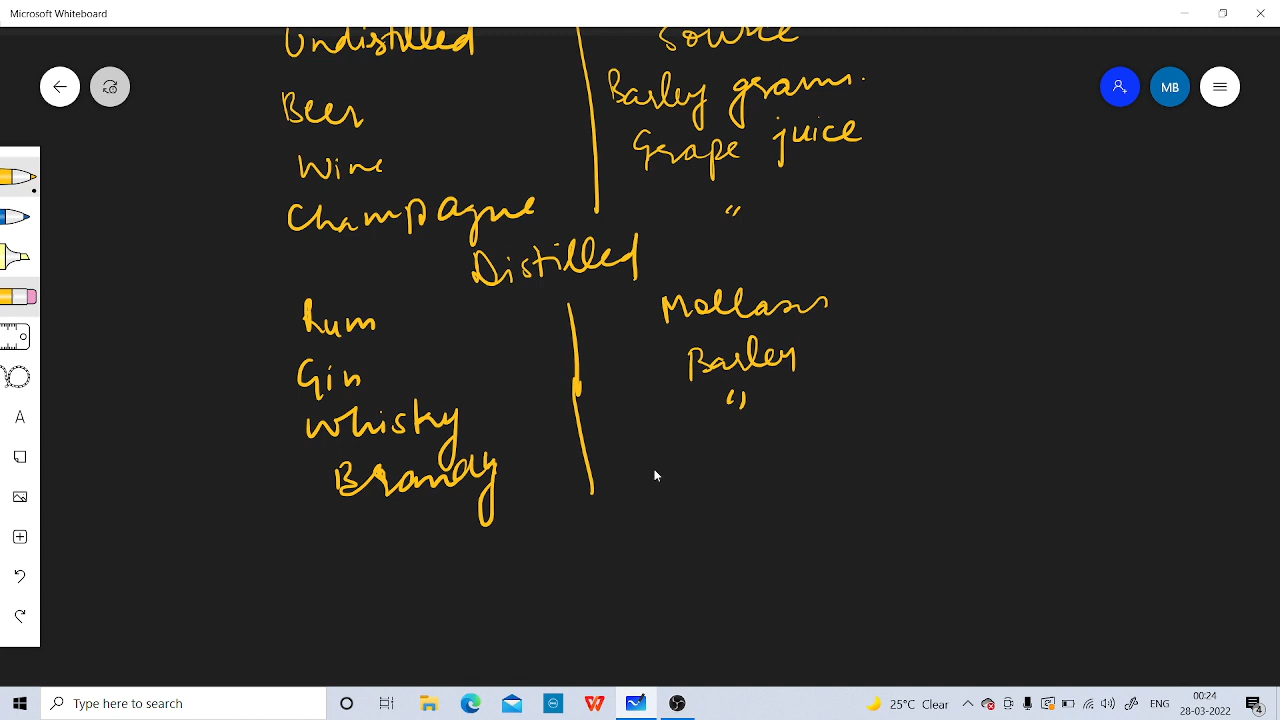 Microsoft Whiteboard
Undistilled Source
Beer Barley grains.
Wine Grape juice
Champagne "
Distilled
Rum Mollases
Gin Barley
Whisky "
Brandy
MB
A
Type here to search
25°C Clear
ENG
00:24
28-03-2022
4